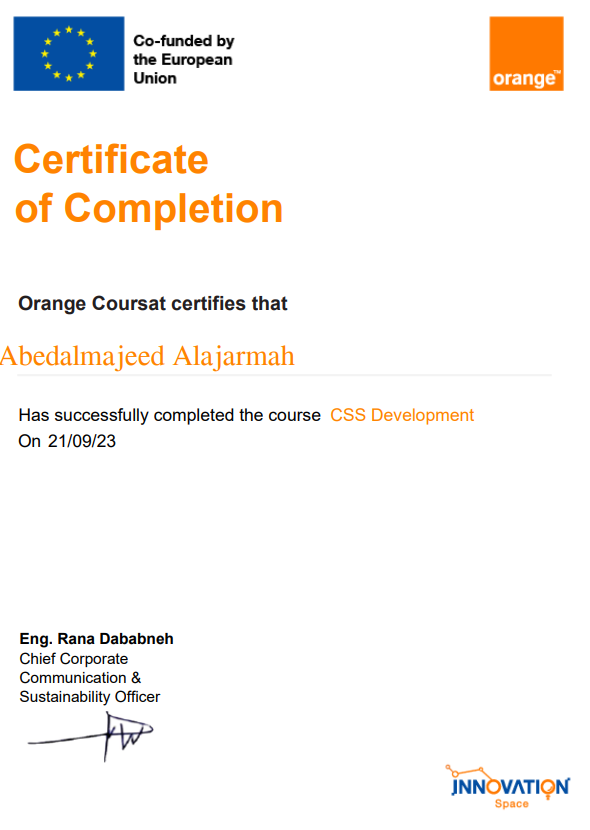 Co-funded by
the European
Union
orange™
Certificate
of Completion
Orange Coursat certifies that
Abedalmajeed Alajarmah
Has successfully completed the course CSS Development
On 21/09/23
Eng. Rana Dababneh
Chief Corporate
Communication &
Sustainability Officer
INNOVATION
Space